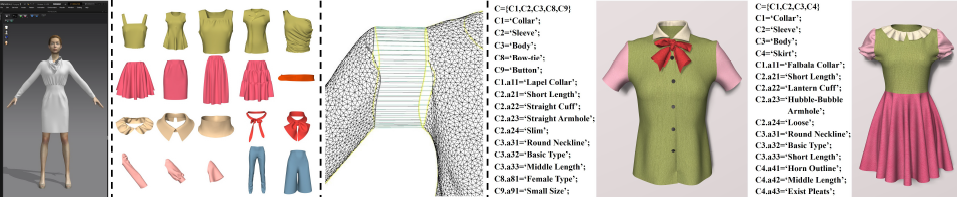 C={C1,C2,C3,C8,C9}
C1=‘Collar’;
C2=‘Sleeve’;
C3=‘Body’;
C8=‘Bow-tie’;
C9=‘Button’;
C1.a11=‘Lapel Collar’;
C2.a21=‘Short Length’;
C2.a22=‘Straight Cuff’;
C2.a23=‘Straight Armhole’;
C2.a24=‘Slim’;
C3.a31=‘Round Neckline’;
C3.a32=‘Basic Type’;
C3.a33=‘Middle Length’;
C8.a81=‘Female Type’;
C9.a91=‘Small Size’;
C={C1,C2,C3,C4}
C1=‘Collar’;
C2=‘Sleeve’;
C3=‘Body’;
C4=‘Skirt’;
C1.a11=‘Falbala Collar’;
C2.a21=‘Short Length’;
C2.a22=‘Lantern Cuff’;
C2.a23=‘Hubble-Bubble
Armhole’;
C2.a24=‘Loose’;
C3.a31=‘Round Neckline’;
C3.a32=‘Basic Type’;
C3.a33=‘Short Length’;
C4.a41=‘Horn Outline’;
C4.a42=‘Middle Length’;
C4.a43=‘Exist Pleats’;